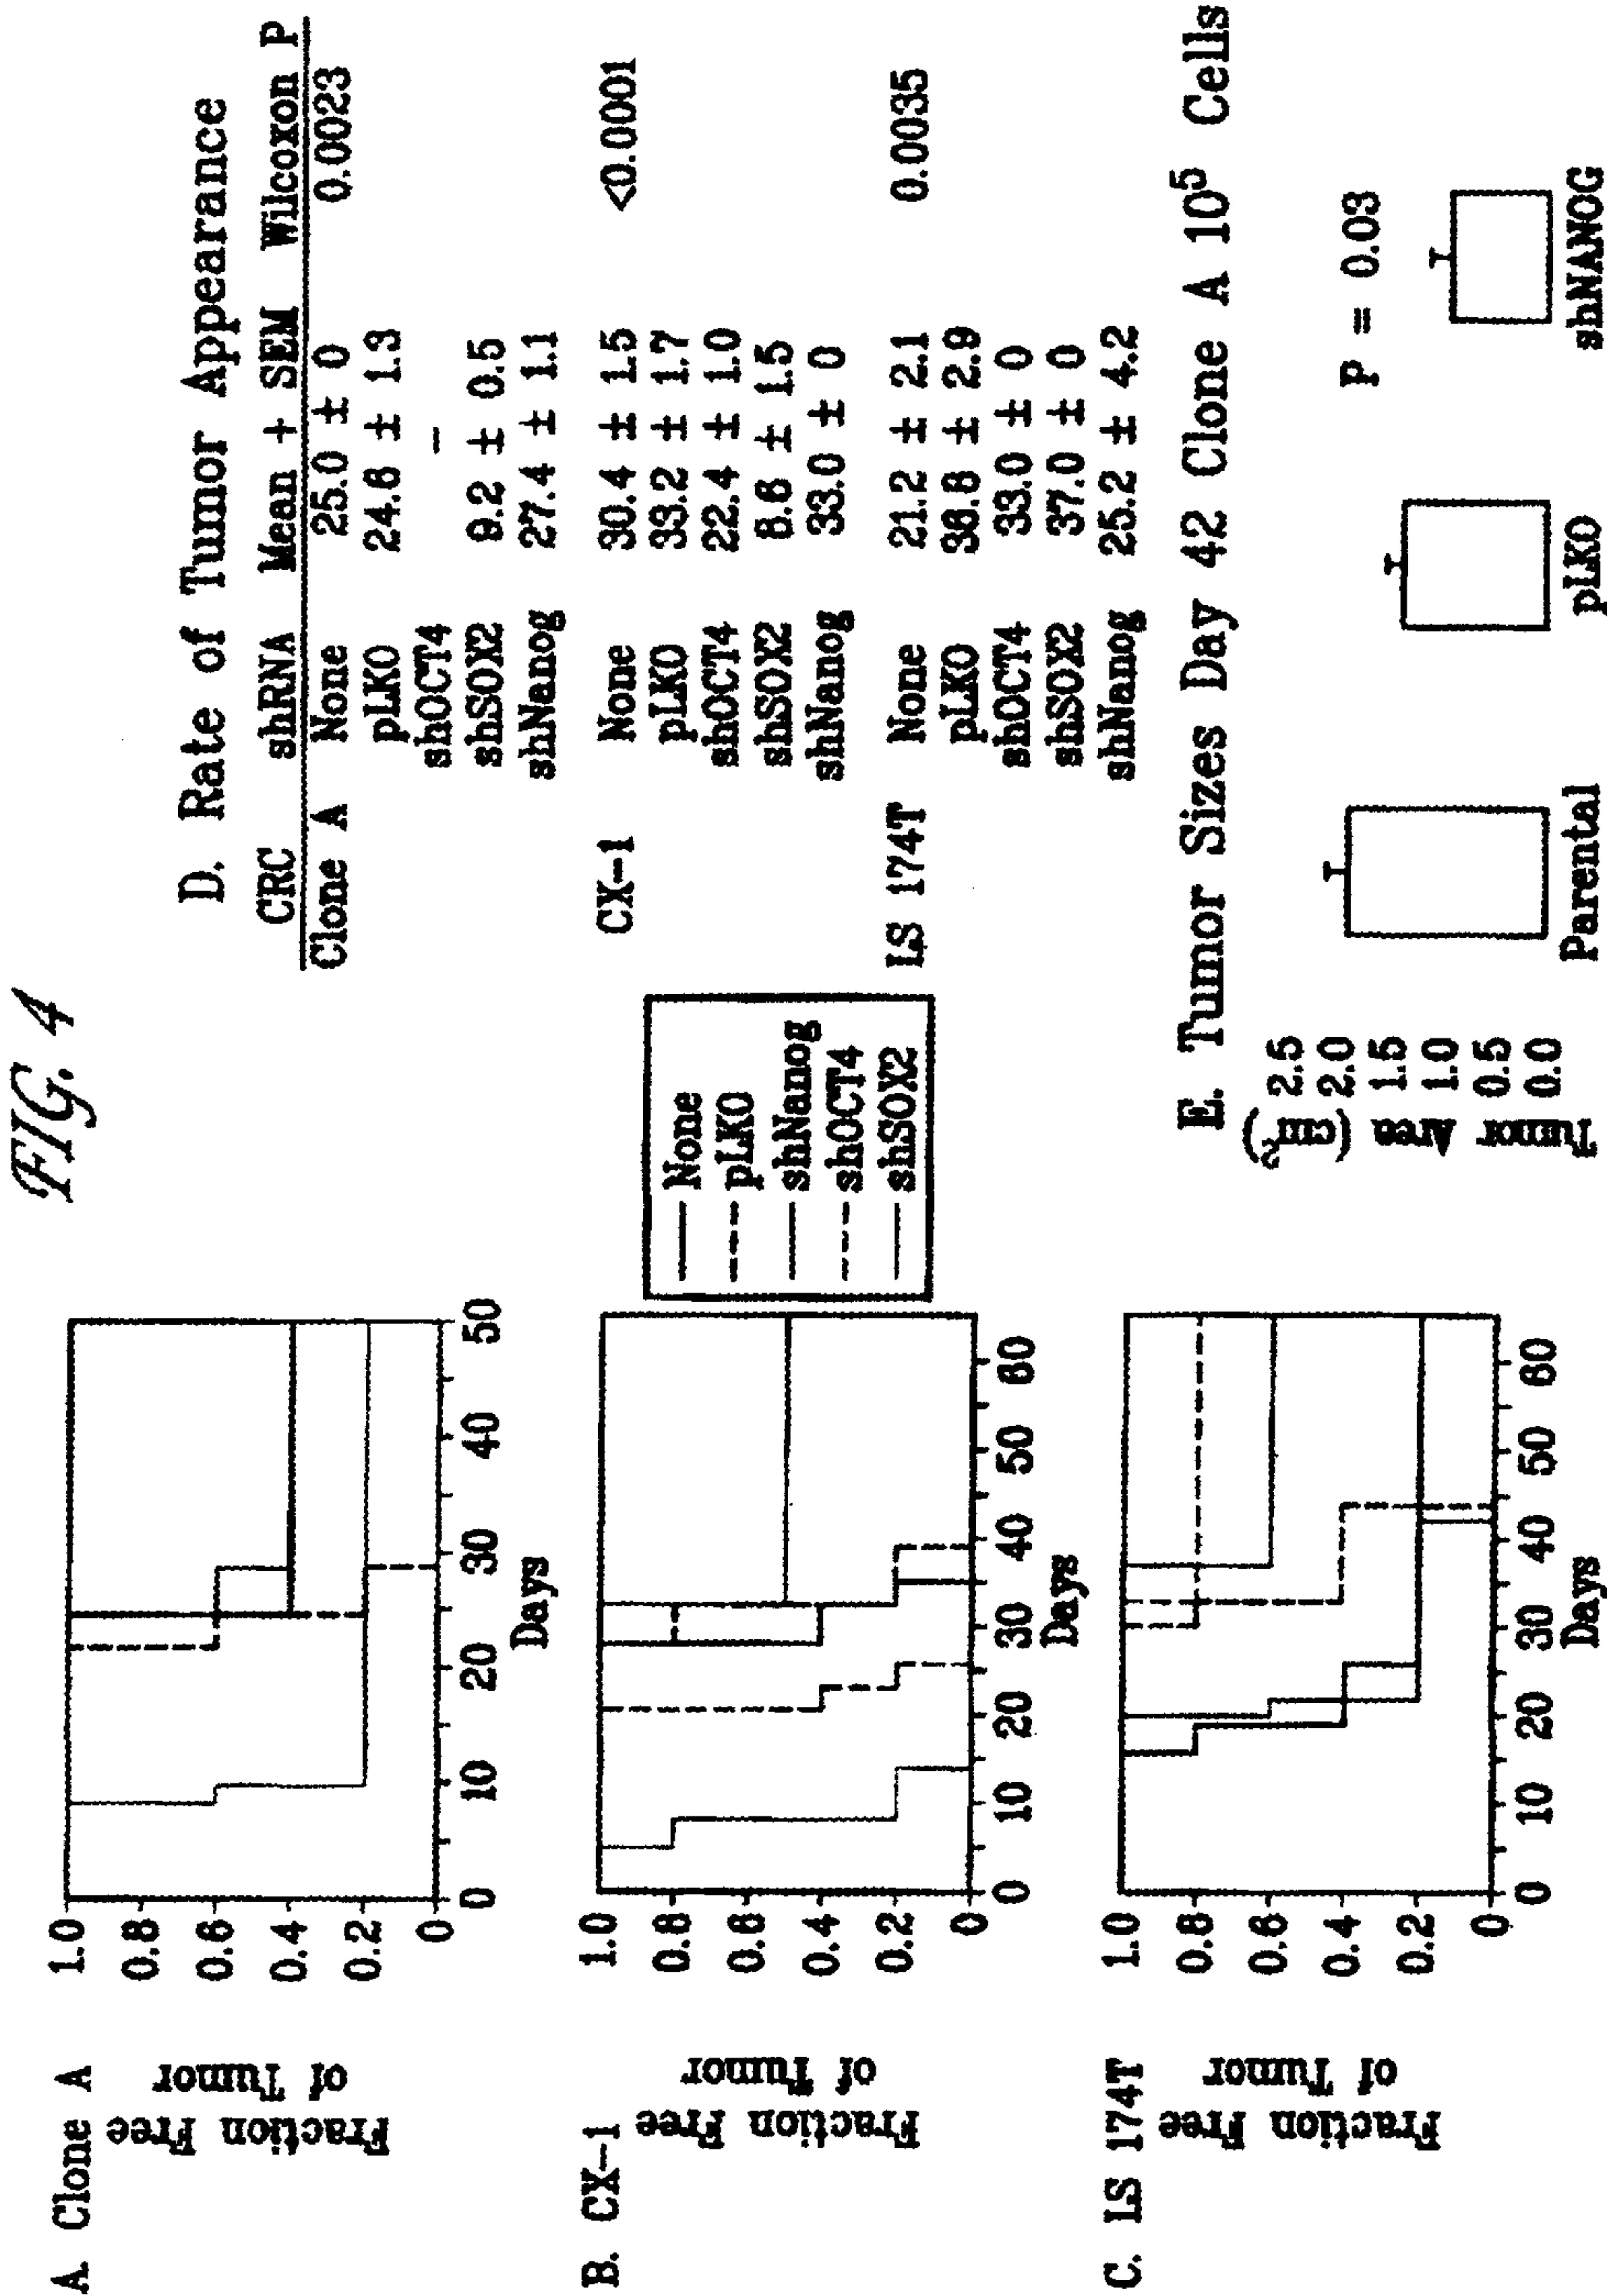 FIG. 4
A. Clone A
Fraction Free
of Tumor
1.0
0.8
0.6
0.4
0.2
0
0 10 20 30 40 50
Days
B. CX-1
Fraction Free
of Tumor
1.0
0.8
0.6
0.4
0.2
0
0 10 20 30 40 50 60
Days
C. LS 174T
Fraction Free
of Tumor
1.0
0.8
0.6
0.4
0.2
0
0 10 20 30 40 50 60
Days
None
pLKO
shNanog
shOCT4
shSOX2
D. Rate of Tumor Appearance
CRC shRNA Mean + SEM Wilcoxon P
Clone A None 25.0 ± 0 0.0023
pLKO 24.6 ± 1.3
shOCT4 –
shSOX2 9.2 ± 0.5
shNanog 27.4 ± 1.1
CX-1 None 30.4 ± 1.5 <0.0001
pLKO 33.2 ± 1.7
shOCT4 22.4 ± 1.0
shSOX2 8.6 ± 1.5
shNanog 33.0 ± 0
LS 174T None 21.2 ± 2.1 0.0035
pLKO 38.8 ± 2.9
shOCT4 33.0 ± 0
shSOX2 37.0 ± 0
shNanog 25.2 ± 4.2
E. Tumor Sizes Day 42 Clone A 10⁵ Cells
Tumor Area (cm²)
2.5
2.0
1.5
1.0
0.5
0.0
P = 0.03
Parental pLKO shNANOG